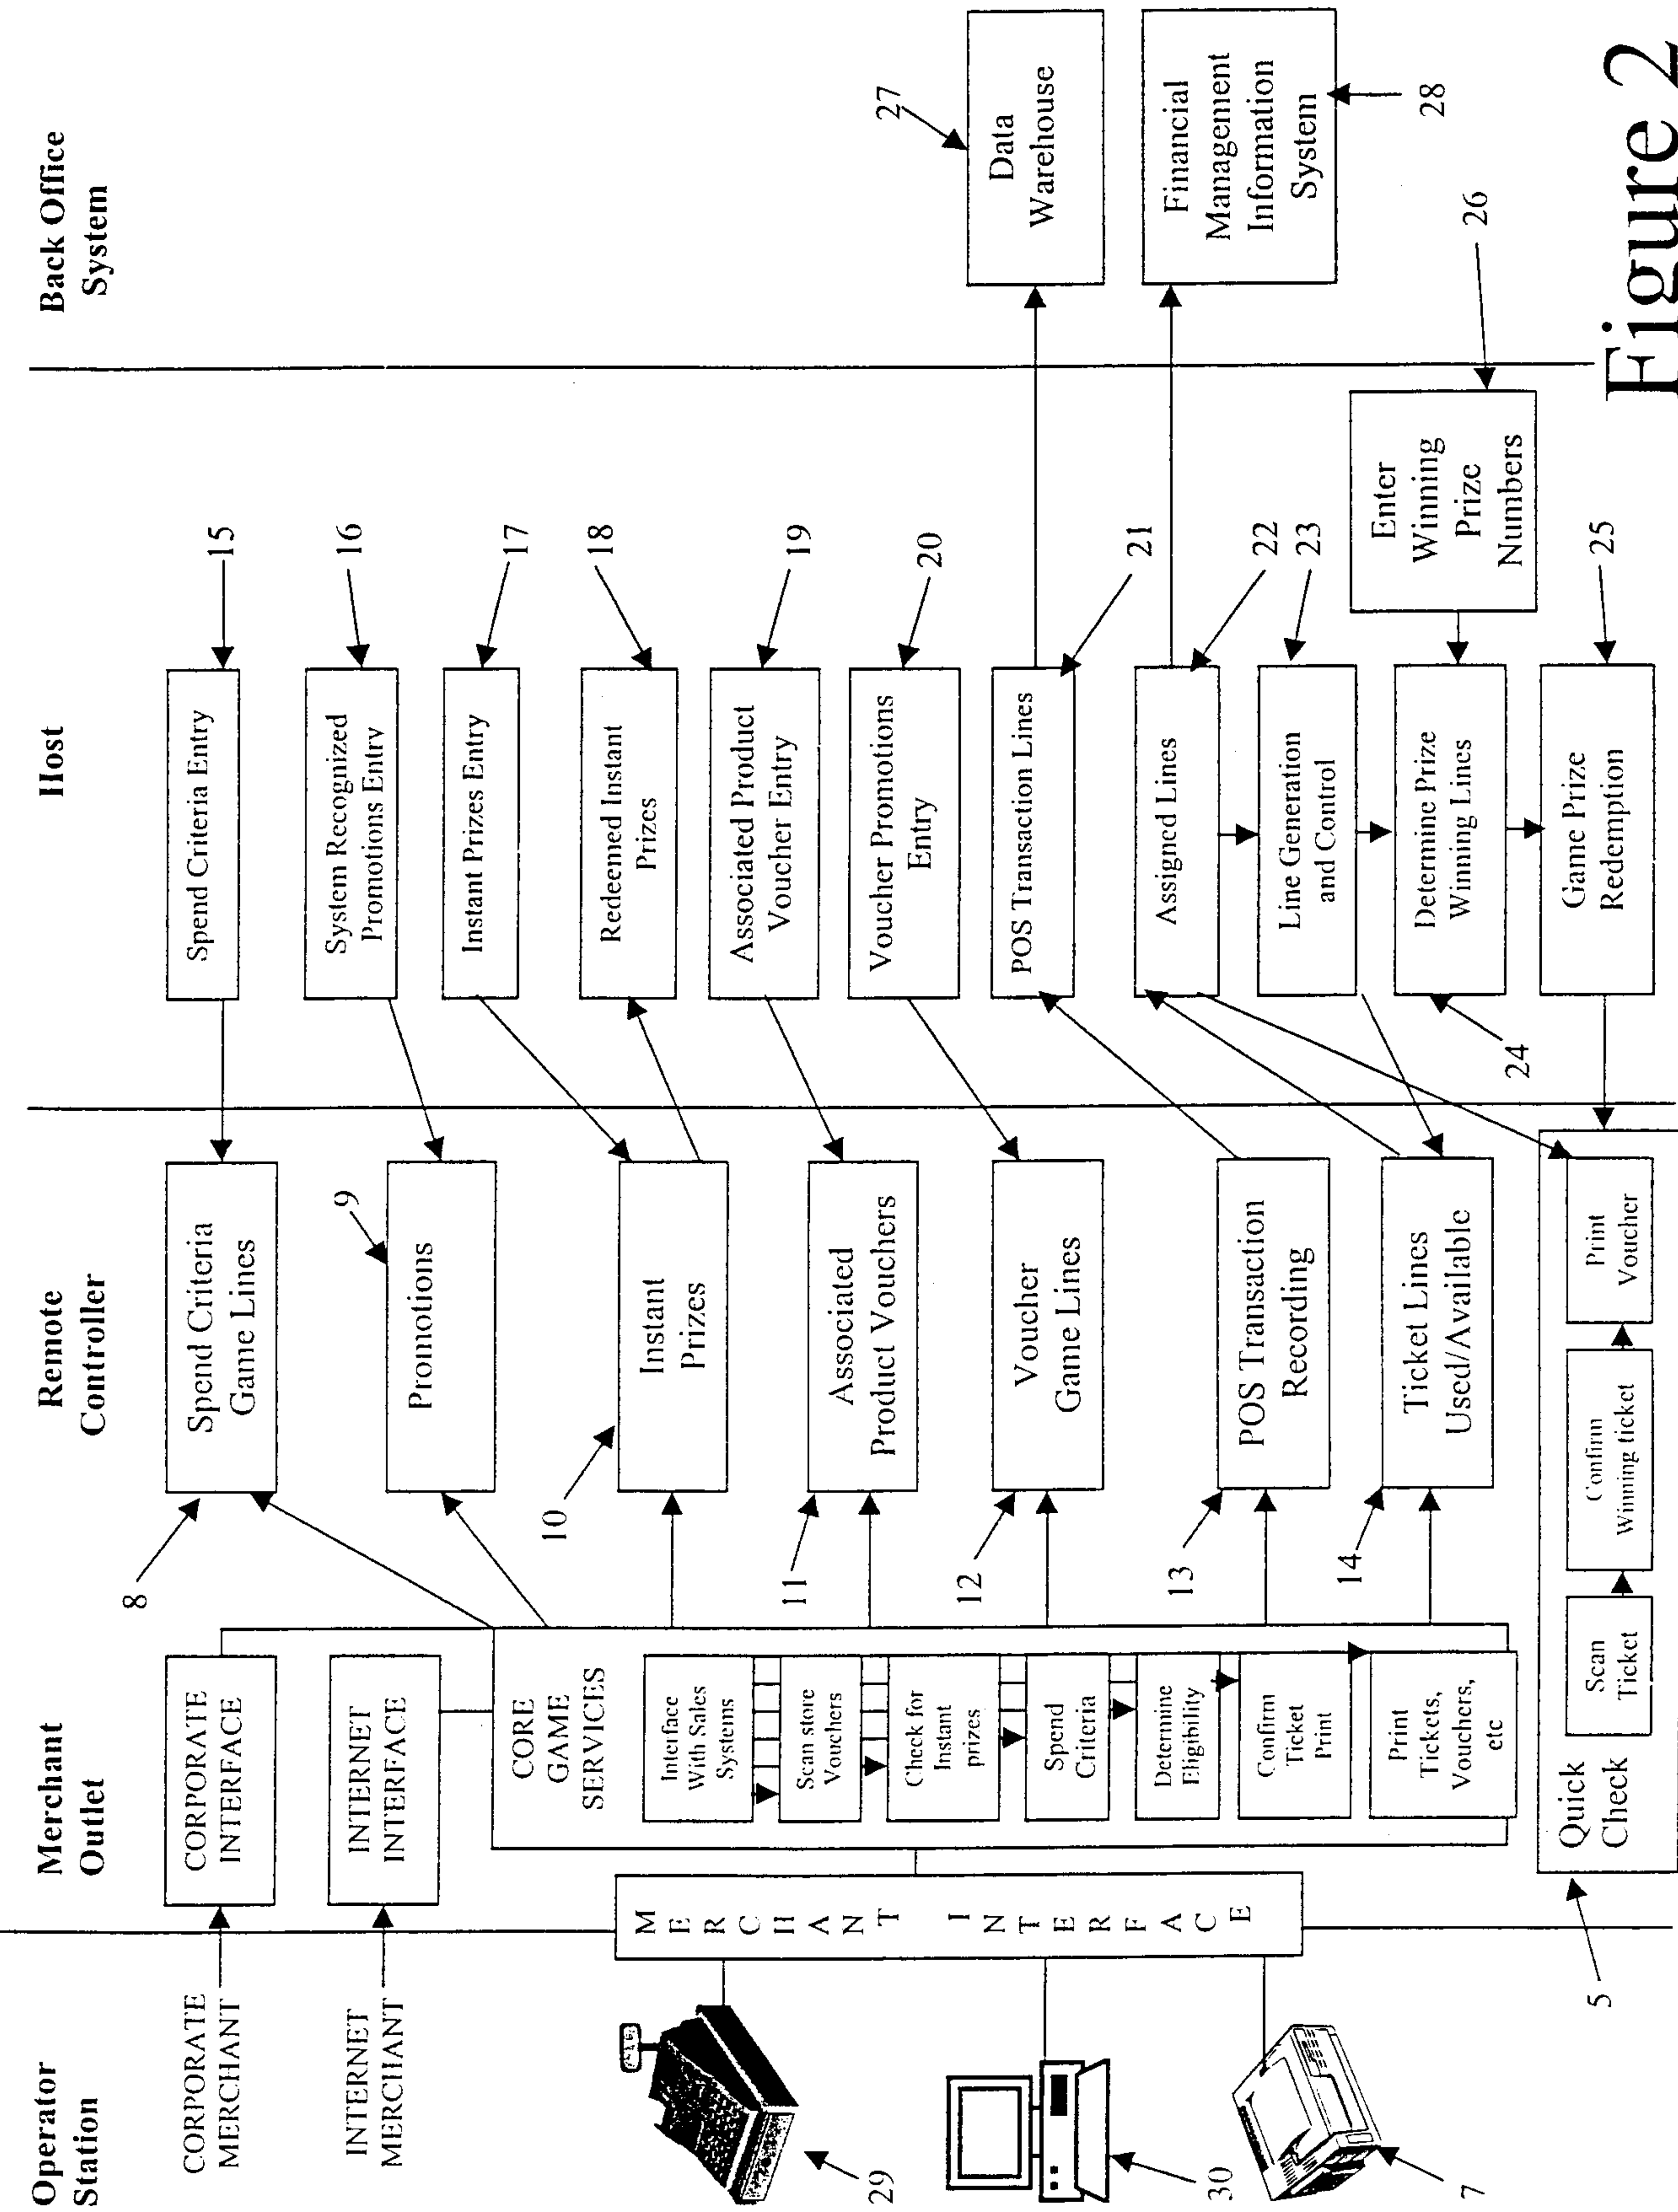 Operator
Station
Merchant
Outlet
Remote
Controller
Host
Back Office
System
CORPORATE
MERCHANT
INTERNET
MERCHANT
29
30
7
CORPORATE
INTERFACE
INTERNET
INTERFACE
MERCHANT INTERFACE
CORE
GAME
SERVICES
Interface
With Sales
Systems
Scan store
Vouchers
Check for
Instant
prizes
Spend
Criteria
Determine
Eligibility
Confirm
Ticket
Print
Print
Tickets,
Vouchers,
etc
5
Quick
Check
Scan
Ticket
Confirm
Winning ticket
Print
Voucher
8
Spend Criteria
Game Lines
9
Promotions
10
Instant
Prizes
11
Associated
Product Vouchers
12
Voucher
Game Lines
13
POS Transaction
Recording
14
Ticket Lines
Used/Available
Spend Criteria Entry
15
System Recognized
Promotions Entry
16
Instant Prizes Entry
17
Redeemed Instant
Prizes
18
Associated Product
Voucher Entry
19
Voucher Promotions
Entry
20
POS Transaction Lines
21
Assigned Lines
22
Line Generation
and Control
23
Determine Prize
Winning Lines
24
Game Prize
Redemption
25
Enter
Winning
Prize
Numbers
26
Data
Warehouse
27
Financial
Management
Information
System
28
Figure 2